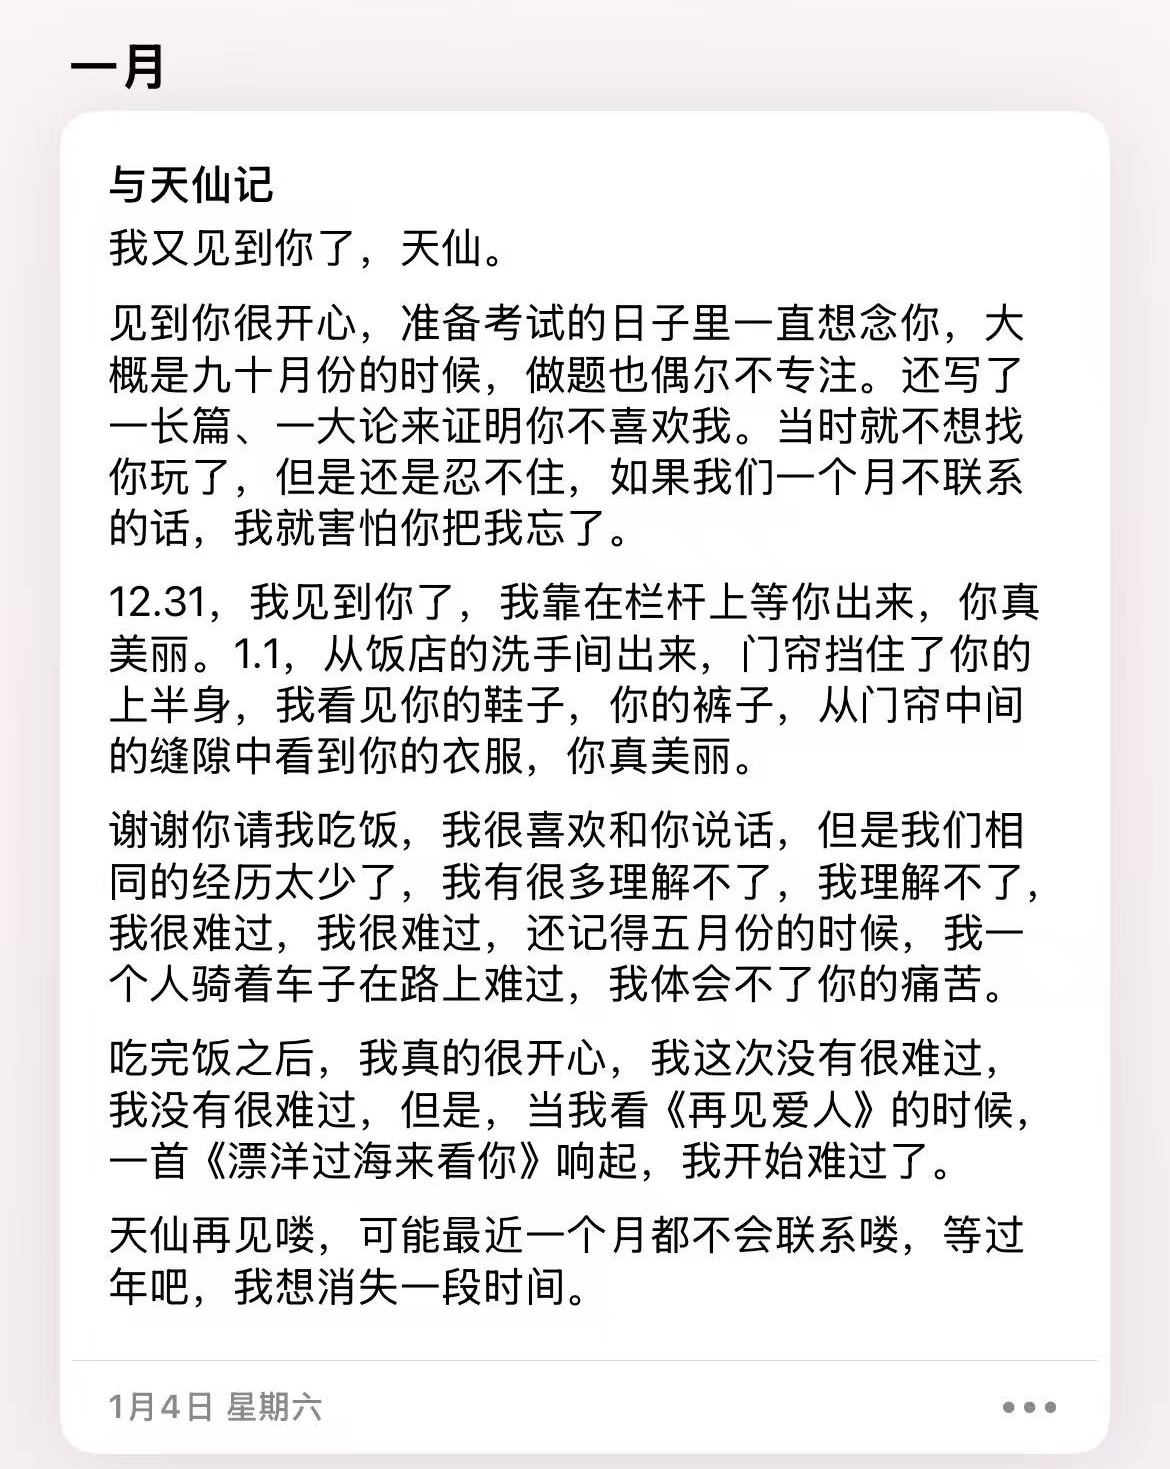 一月
与天仙记
我又见到你了，天仙。
见到你很开心，准备考试的日子里一直想念你，大
概是九十月份的时候，做题也偶尔不专注。还写了
一长篇、一大论来证明你不喜欢我。当时就不想找
你玩了，但是还是忍不住，如果我们一个月不联系
的话，我就害怕你把我忘了。
12.31，我见到你了，我靠在栏杆上等你出来，你真
美丽。1.1，从饭店的洗手间出来，门帘挡住了你的
上半身，我看见你的鞋子，你的裤子，从门帘中间
的缝隙中看到你的衣服，你真美丽。
谢谢你请我吃饭，我很喜欢和你说话，但是我们相
同的经历太少了，我有很多理解不了，我理解不了，
我很难过，我很难过，还记得五月份的时候，我一
个人骑着车子在路上难过，我体会不了你的痛苦。
吃完饭之后，我真的很开心，我这次没有很难过，
我没有很难过，但是，当我看《再见爱人》的时候，
一首《漂洋过海来看你》响起，我开始难过了。
天仙再见喽，可能最近一个月都不会联系喽，等过
年吧，我想消失一段时间。
1月4日 星期六